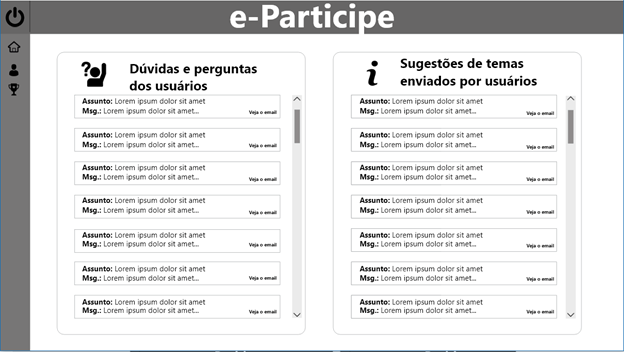 e-Participe
Dúvidas e perguntas
dos usuários
Assunto: Lorem ipsum dolor sit amet
Msg.: Lorem ipsum dolor sit amet...
Veja o email
Assunto: Lorem ipsum dolor sit amet
Msg.: Lorem ipsum dolor sit amet...
Veja o email
Assunto: Lorem ipsum dolor sit amet
Msg.: Lorem ipsum dolor sit amet...
Veja o email
Assunto: Lorem ipsum dolor sit amet
Msg.: Lorem ipsum dolor sit amet...
Veja o email
Assunto: Lorem ipsum dolor sit amet
Msg.: Lorem ipsum dolor sit amet...
Veja o email
Assunto: Lorem ipsum dolor sit amet
Msg.: Lorem ipsum dolor sit amet...
Veja o email
Assunto: Lorem ipsum dolor sit amet
Msg.: Lorem ipsum dolor sit amet...
Veja o email
Sugestões de temas
enviados por usuários
Assunto: Lorem ipsum dolor sit amet
Msg.: Lorem ipsum dolor sit amet...
Veja o email
Assunto: Lorem ipsum dolor sit amet
Msg.: Lorem ipsum dolor sit amet...
Veja o email
Assunto: Lorem ipsum dolor sit amet
Msg.: Lorem ipsum dolor sit amet...
Veja o email
Assunto: Lorem ipsum dolor sit amet
Msg.: Lorem ipsum dolor sit amet...
Veja o email
Assunto: Lorem ipsum dolor sit amet
Msg.: Lorem ipsum dolor sit amet...
Veja o email
Assunto: Lorem ipsum dolor sit amet
Msg.: Lorem ipsum dolor sit amet...
Veja o email
Assunto: Lorem ipsum dolor sit amet
Msg.: Lorem ipsum dolor sit amet...
Veja o email